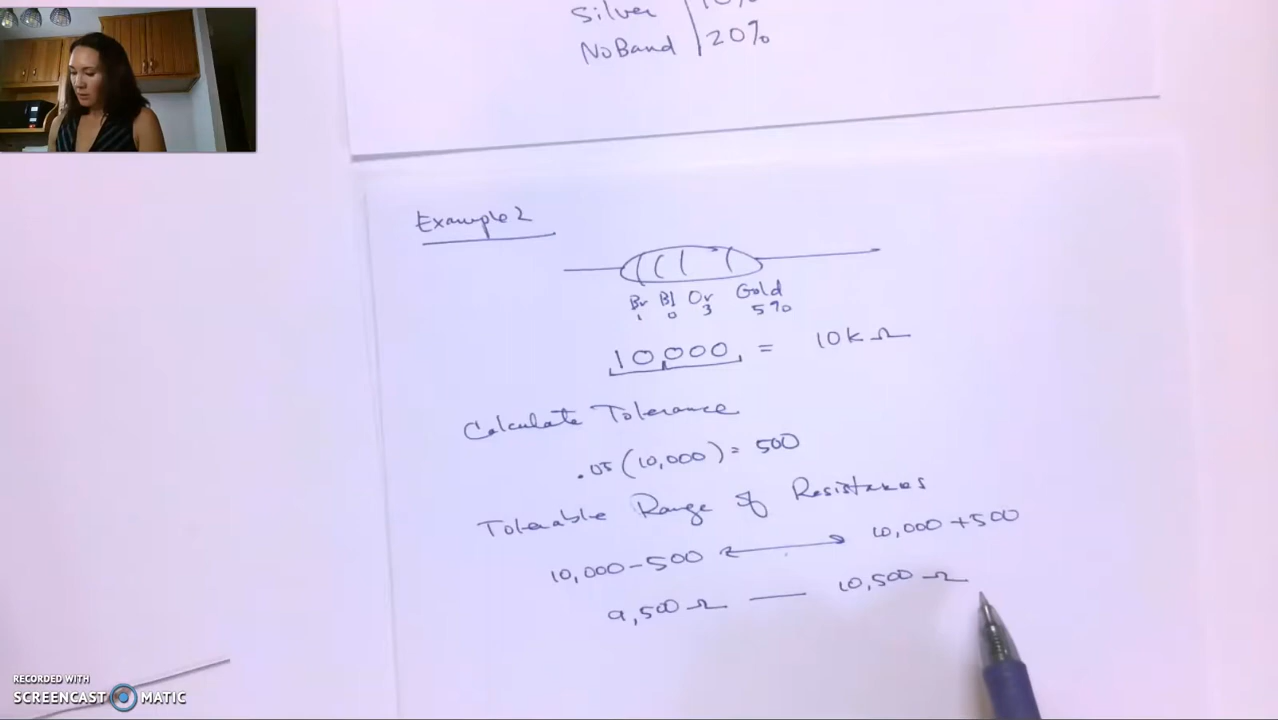 Silver | 10%
NoBand | 20%
Example 2
Br Bl Or Gold
1 0 3 5%
10,000 = 10k Ω
Calculate Tolerance
.05 (10,000) = 500
Tolerable Range of Resistances
10,000 - 500 ⟷ 10,000 + 500
9,500 Ω — 10,500 Ω
RECORDED WITH
SCREENCAST MATIC